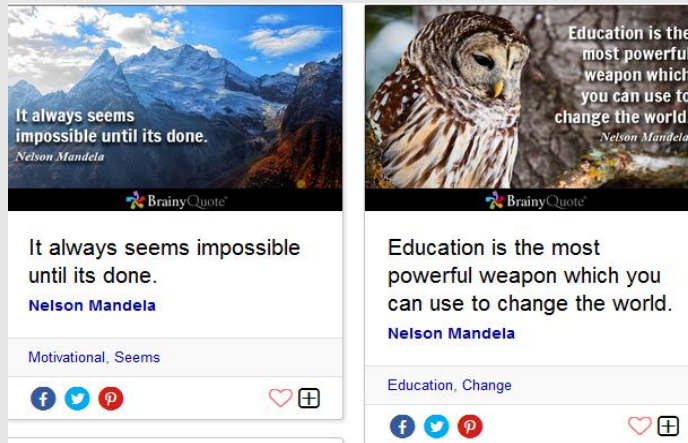 It always seems
impossible until its done.
Nelson Mandela
BrainyQuote
It always seems impossible
until its done.
Nelson Mandela
Motivational, Seems
Education is the
most powerful
weapon which
you can use to
change the world.
Nelson Mandela
BrainyQuote
Education is the most
powerful weapon which you
can use to change the world.
Nelson Mandela
Education, Change